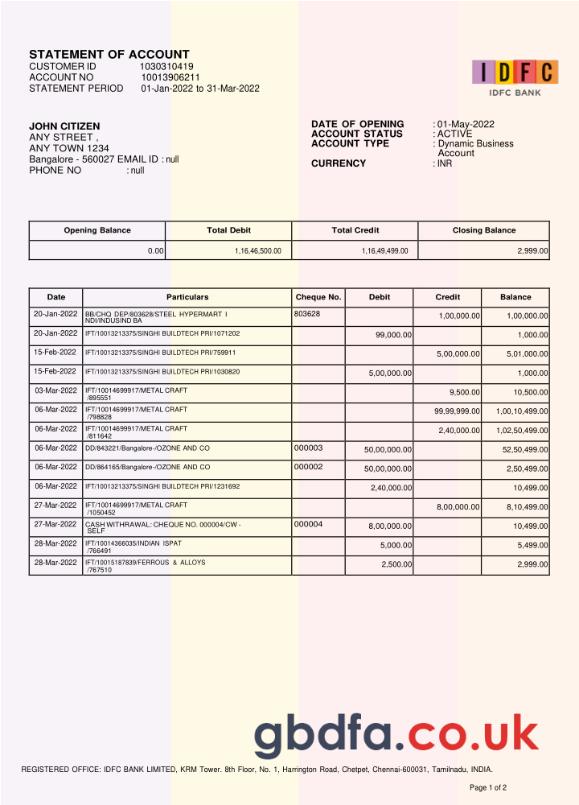 STATEMENT OF ACCOUNT
CUSTOMER ID 1030310419
ACCOUNT NO 10013906211
STATEMENT PERIOD 01-Jan-2022 to 31-Mar-2022
IDFC
IDFC BANK
JOHN CITIZEN
ANY STREET ,
ANY TOWN 1234
Bangalore - 560027 EMAIL ID : null
PHONE NO : null
DATE OF OPENING : 01-May-2022
ACCOUNT STATUS : ACTIVE
ACCOUNT TYPE : Dynamic Business
Account
CURRENCY : INR
Opening Balance Total Debit Total Credit Closing Balance
0.00 1,16,46,500.00 1,16,49,499.00 2,999.00
Date Particulars Cheque No. Debit Credit Balance
20-Jan-2022 BB/CHQ DEP/803628/STEEL HYPERMART I 803628 1,00,000.00 1,00,000.00
NDI/INDUSIND BA
20-Jan-2022 IFT/10013213375/SINGHI BUILDTECH PRI/1071202 99,000.00 1,000.00
15-Feb-2022 IFT/10013213375/SINGHI BUILDTECH PRI/759911 5,00,000.00 5,01,000.00
15-Feb-2022 IFT/10013213375/SINGHI BUILDTECH PRI/1030820 5,00,000.00 1,000.00
03-Mar-2022 IFT/10014699917/METAL CRAFT 9,500.00 10,500.00
/895551
06-Mar-2022 IFT/10014699917/METAL CRAFT 99,99,999.00 1,00,10,499.00
/798828
06-Mar-2022 IFT/10014699917/METAL CRAFT 2,40,000.00 1,02,50,499.00
/811642
06-Mar-2022 DD/843221/Bangalore-/OZONE AND CO 000003 50,00,000.00 52,50,499.00
06-Mar-2022 DD/864165/Bangalore-/OZONE AND CO 000002 50,00,000.00 2,50,499.00
06-Mar-2022 IFT/10013213375/SINGHI BUILDTECH PRI/1231692 2,40,000.00 10,499.00
27-Mar-2022 IFT/10014699917/METAL CRAFT 8,00,000.00 8,10,499.00
/1050452
27-Mar-2022 CASH WITHRAWAL: CHEQUE NO. 000004/CW - 000004 8,00,000.00 10,499.00
SELF
28-Mar-2022 IFT/10014366035/INDIAN ISPAT 5,000.00 5,499.00
/766491
28-Mar-2022 IFT/10015187839/FERROUS & ALLOYS 2,500.00 2,999.00
/767510
gbdfa.co.uk
REGISTERED OFFICE: IDFC BANK LIMITED, KRM Tower. 8th Floor, No. 1, Harrington Road, Chetpet, Chennai-600031, Tamilnadu, INDIA.
Page 1 of 2